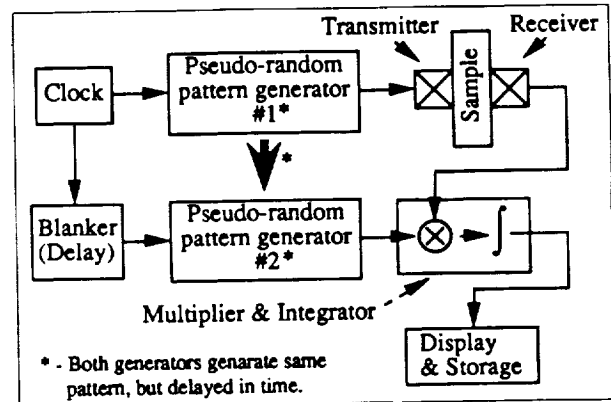 Transmitter
Receiver
Clock
Pseudo-random
pattern generator
#1*
Sample
*
Blanker
(Delay)
Pseudo-random
pattern generator
#2*
⊗
∫
Multiplier & Integrator
Display
& Storage
* - Both generators genarate same
pattern, but delayed in time.